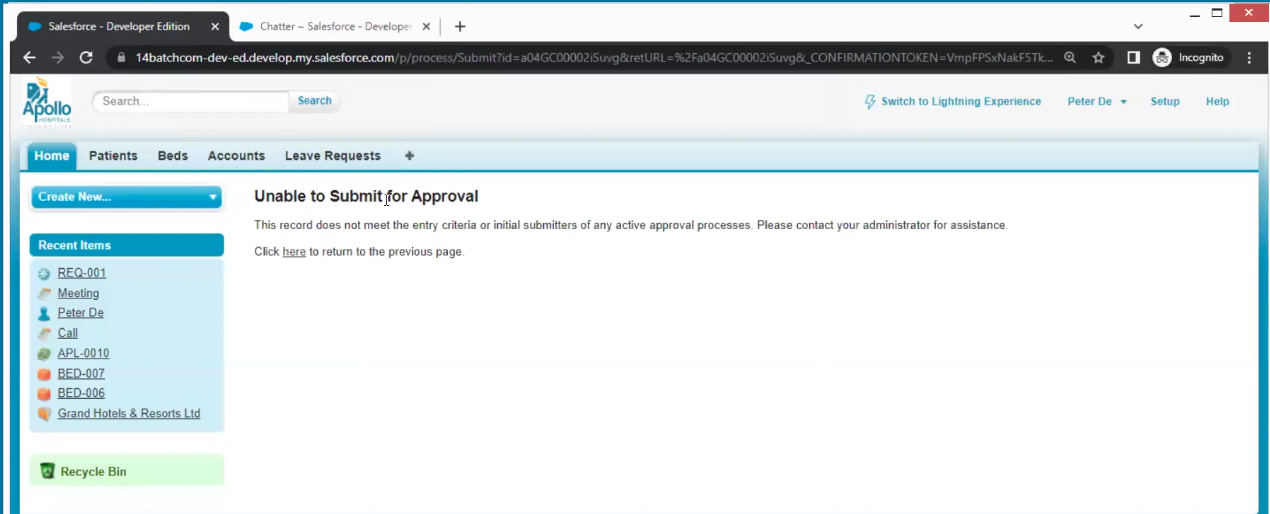 Salesforce - Developer Edition
Chatter ~ Salesforce - Develope
14batchcom-dev-ed.develop.my.salesforce.com/p/process/Submit?id=a04GC00002iSuvg&retURL=%2Fa04GC00002iSuvg&_CONFIRMATIONTOKEN=VmpFPSxNakF5Tk...
Incognito
Apollo
HOSPITALS
Search...
Search
Switch to Lightning Experience
Peter De
Setup
Help
Home
Patients
Beds
Accounts
Leave Requests
Create New...
Unable to Submit for Approval
This record does not meet the entry criteria or initial submitters of any active approval processes. Please contact your administrator for assistance.
Click here to return to the previous page.
Recent Items
REQ-001
Meeting
Peter De
Call
APL-0010
BED-007
BED-006
Grand Hotels & Resorts Ltd
Recycle Bin